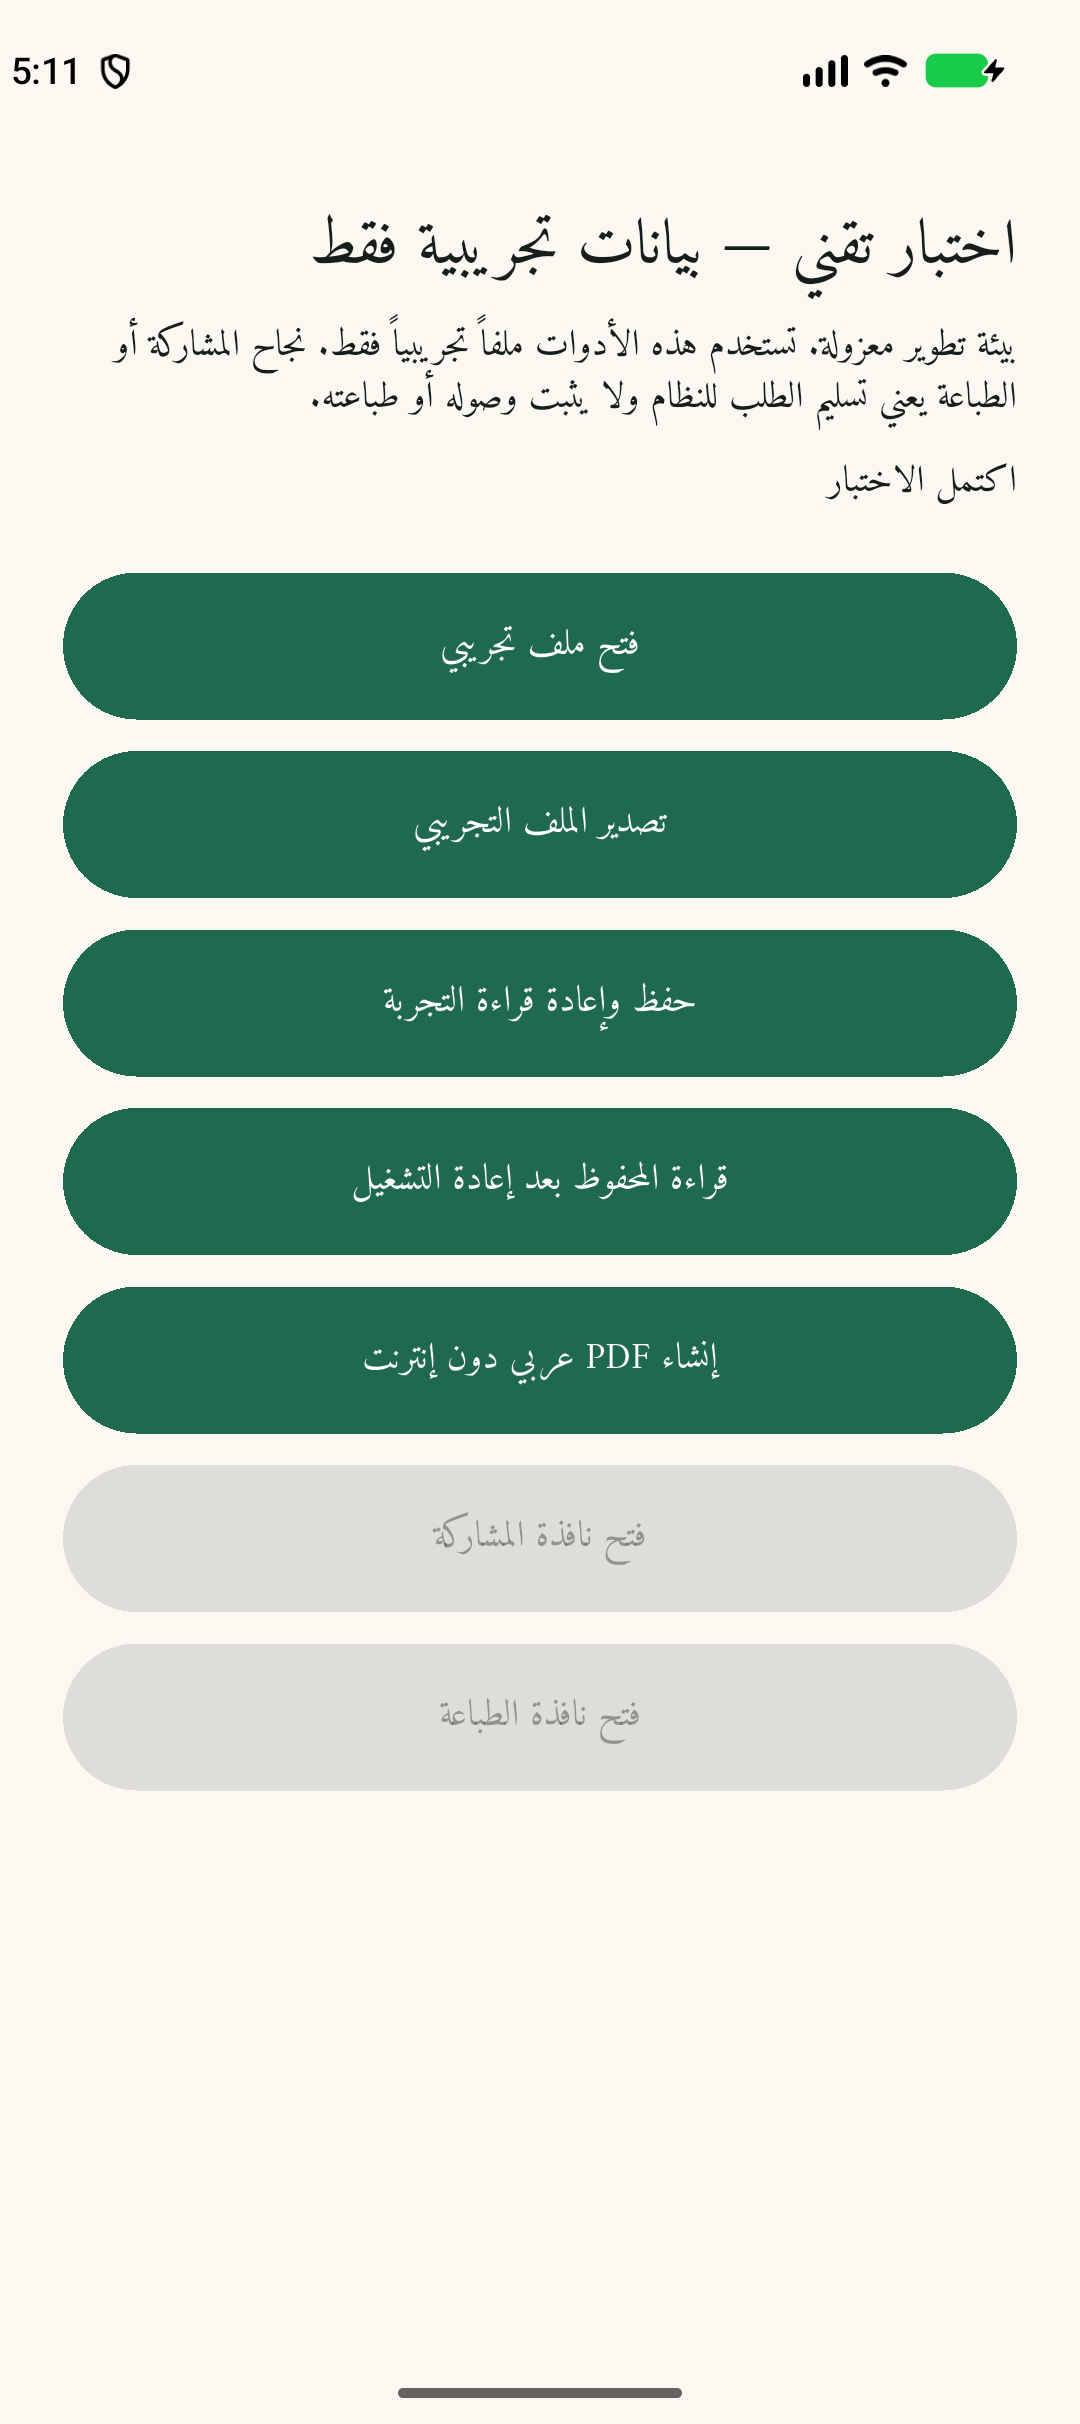 5:11
اختبار تقني — بيانات تجريبية فقط
بيئة تطوير معزولة. تستخدم هذه الأدوات ملفاً تجريبياً فقط. نجاح المشاركة أو
الطباعة يعني تسليم الطلب للنظام ولا يثبت وصوله أو طباعته.
اكتمل الاختبار
فتح ملف تجريبي
تصدير الملف التجريبي
حفظ وإعادة قراءة التجربة
قراءة المحفوظ بعد إعادة التشغيل
إنشاء PDF عربي دون إنترنت
فتح نافذة المشاركة
فتح نافذة الطباعة